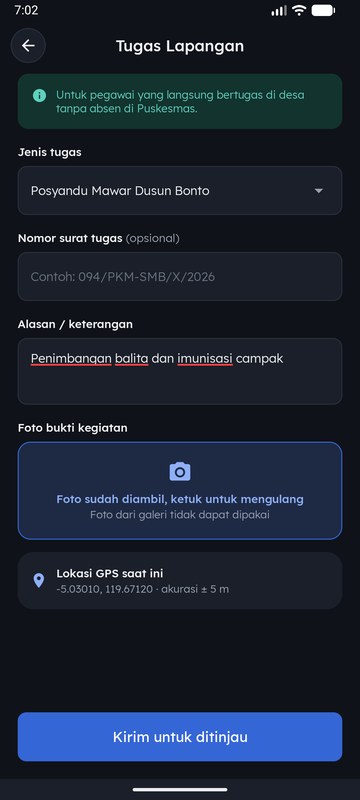 7:02
Tugas Lapangan
Untuk pegawai yang langsung bertugas di desa
tanpa absen di Puskesmas.
Jenis tugas
Posyandu Mawar Dusun Bonto
Nomor surat tugas (opsional)
Contoh: 094/PKM-SMB/X/2026
Alasan / keterangan
Penimbangan balita dan imunisasi campak
Foto bukti kegiatan
Foto sudah diambil, ketuk untuk mengulang
Foto dari galeri tidak dapat dipakai
Lokasi GPS saat ini
-5.03010, 119.67120 · akurasi ± 5 m
Kirim untuk ditinjau